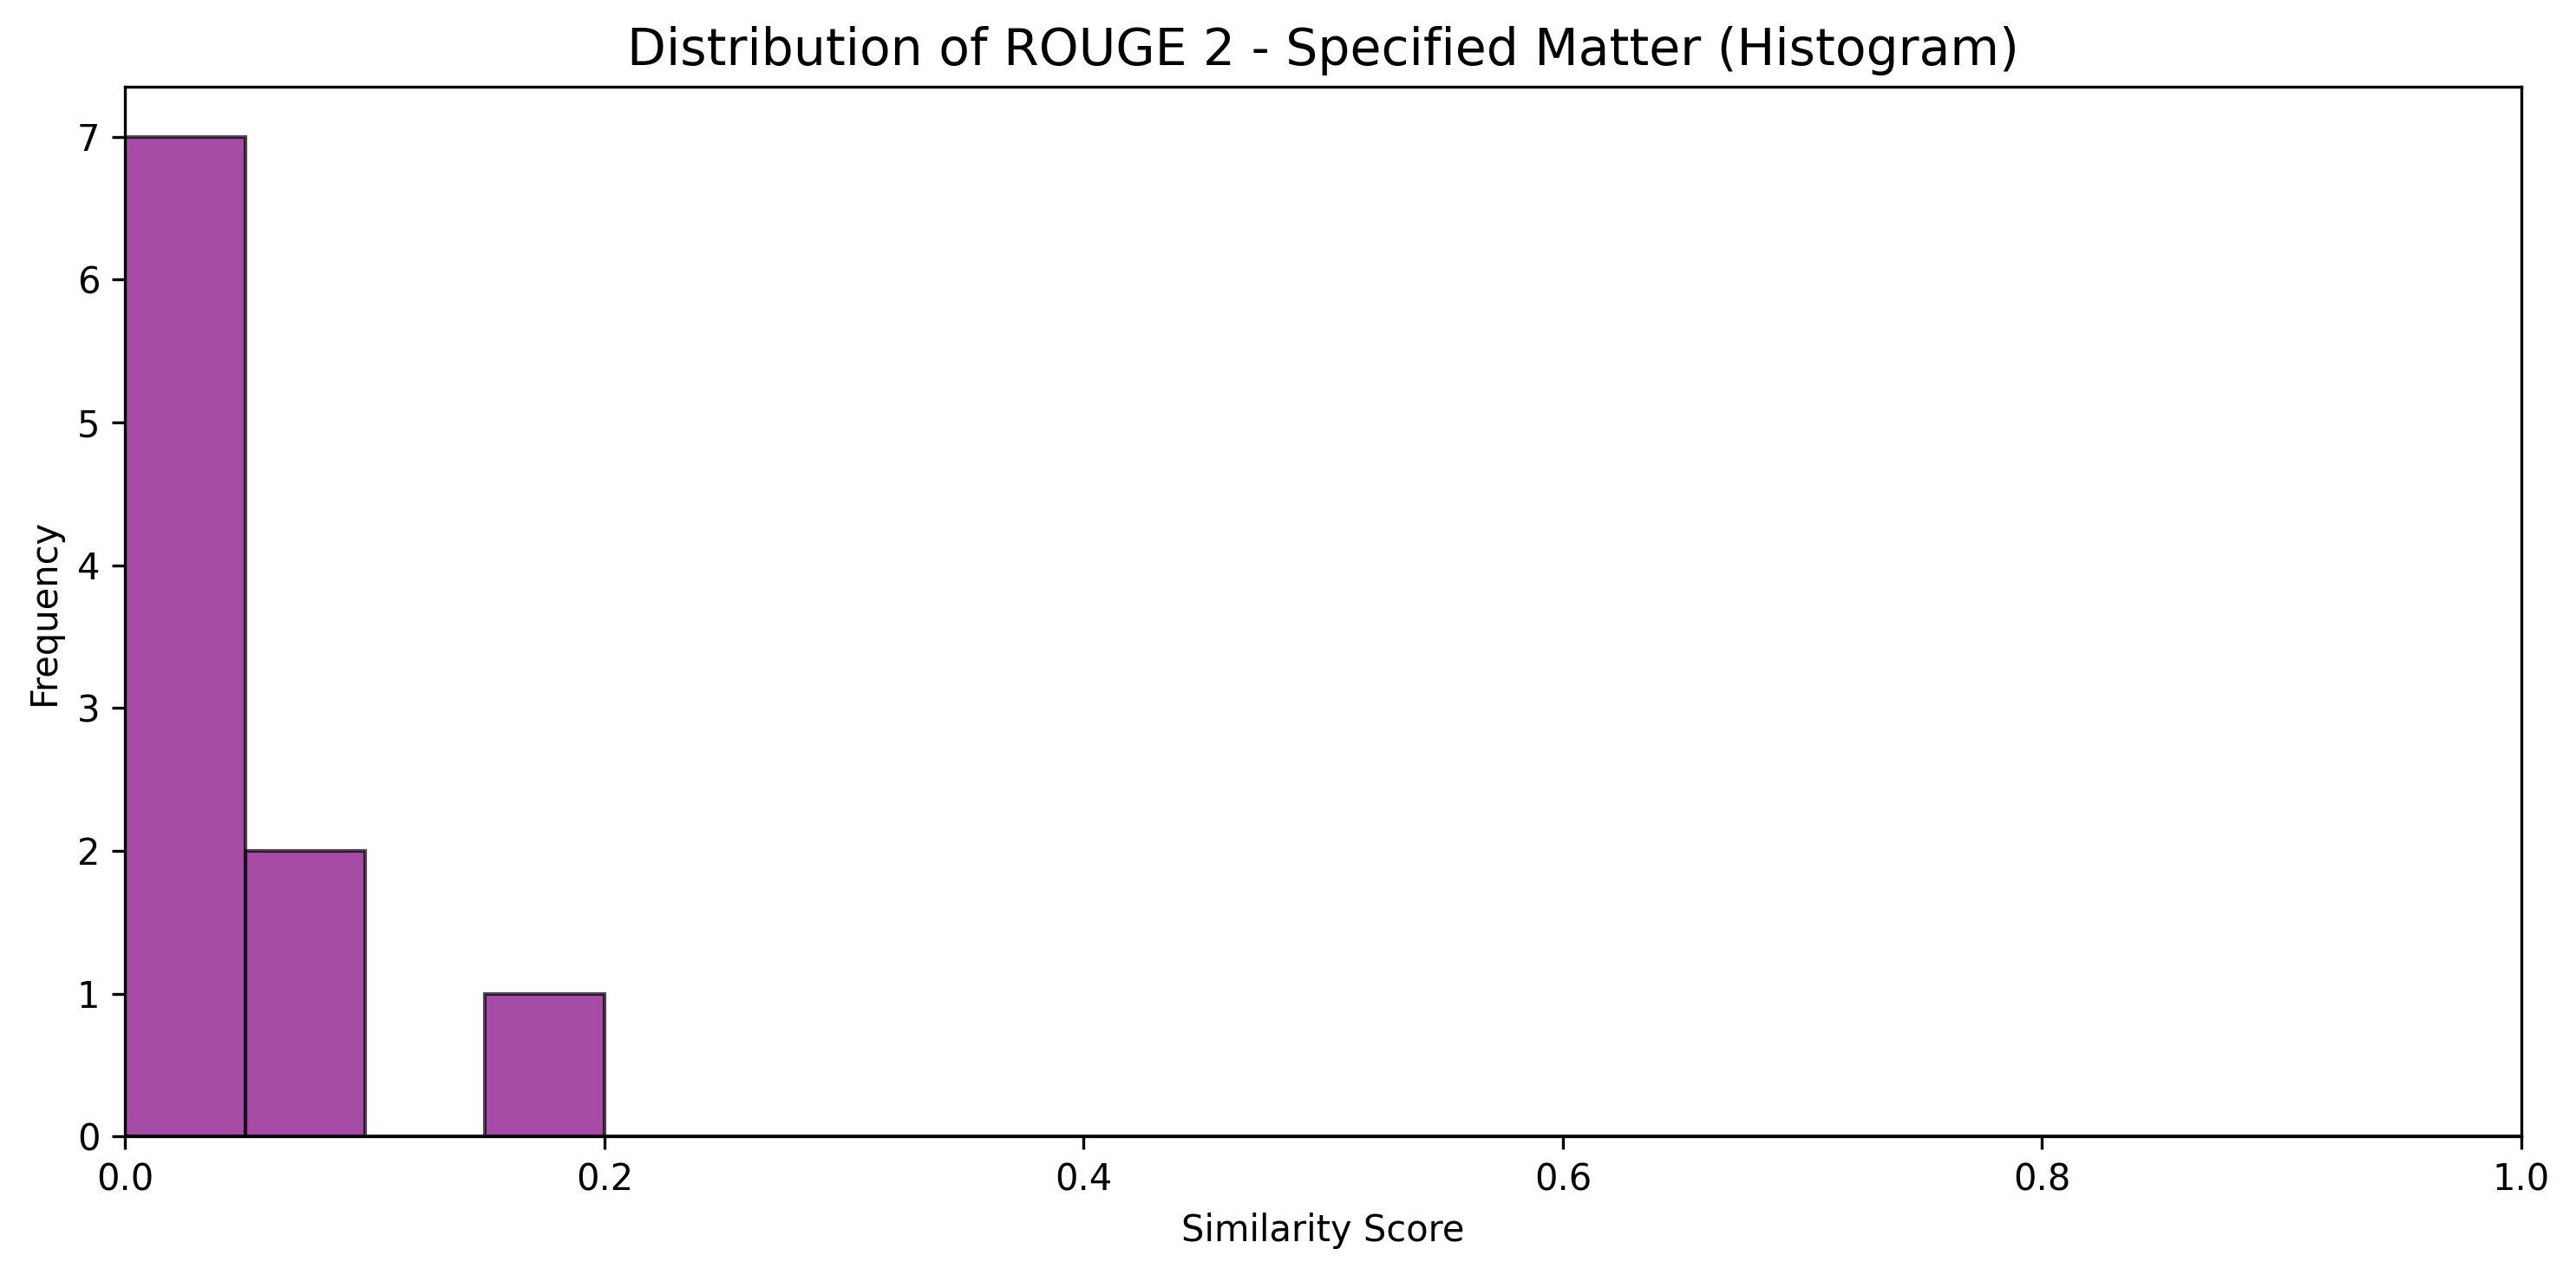 Distribution of ROUGE 2 - Specified Matter (Histogram)
7
6
5
4
3
2
1
0
Frequency
0.0 0.2 0.4 0.6 0.8 1.0
Similarity Score